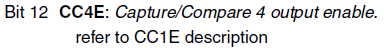 Bit 12 CC4E: Capture/Compare 4 output enable.
refer to CC1E description